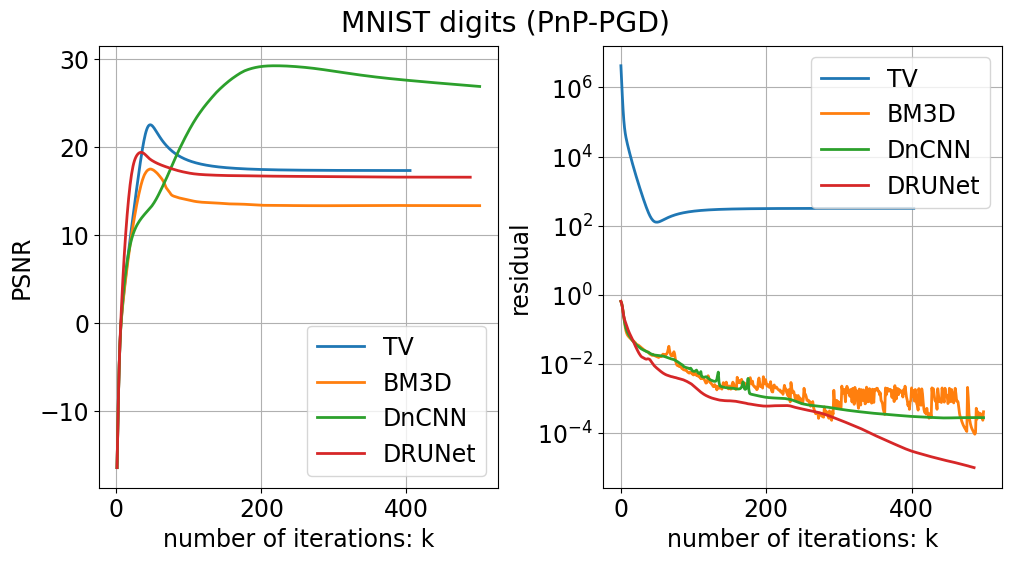 MNIST digits (PnP-PGD)
PSNR
30
20
10
0
−10
0
200
400
number of iterations: k
TV
BM3D
DnCNN
DRUNet
residual
10^6
10^4
10^2
10^0
10^−2
10^−4
0
200
400
number of iterations: k
TV
BM3D
DnCNN
DRUNet